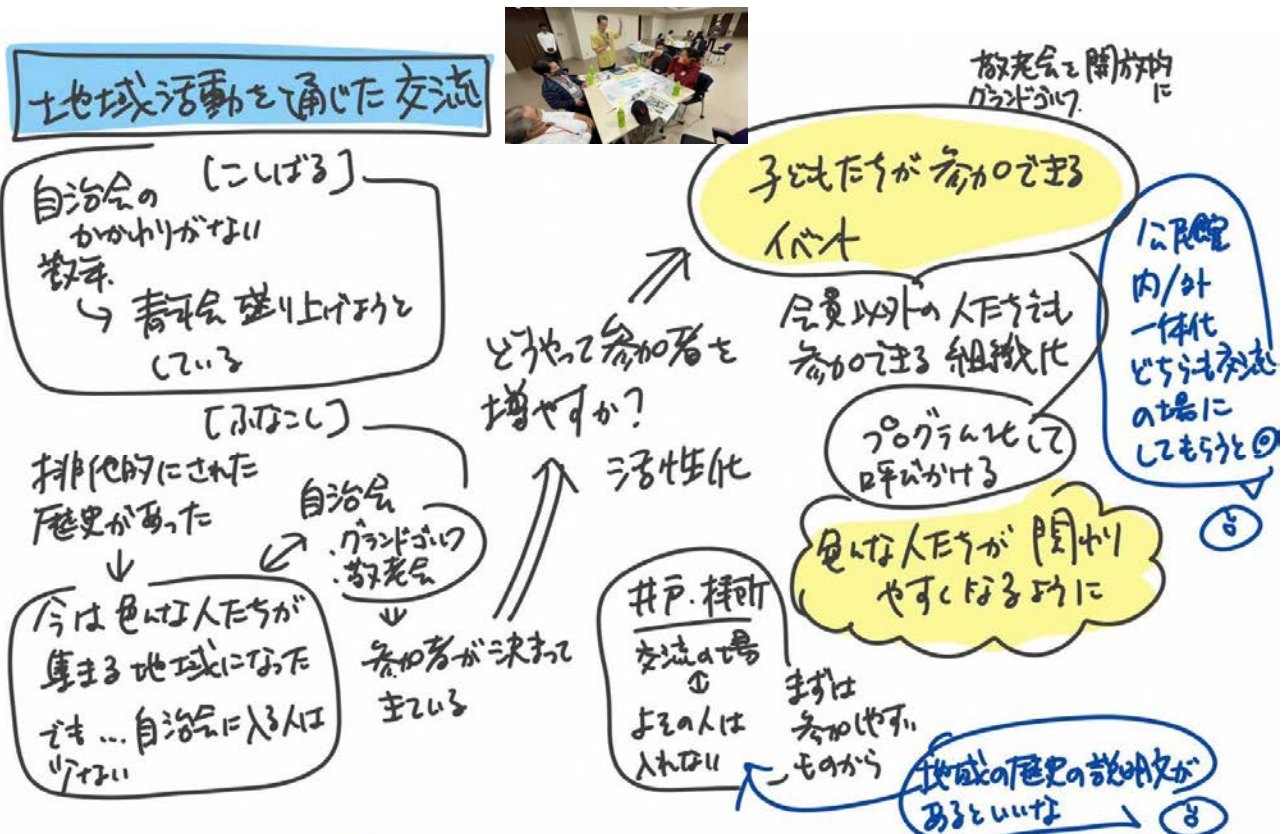 地域活動を通じた交流
[こしばる]
自治会の
かかわりがない
数年
↳ 青年会 盛り上げようと
している
[ふなこし]
排他的にされた
歴史があった
↓
今は色んな人たちが
集まる地域になった
でも…自治会に入る人は
少ない
自治会
・グランドゴルフ
・敬老会
参加者が決まって
きている
どうやって参加者を
増やすか?
活性化
敬老会を開放的
に
グランドゴルフ
子どもたちが参加できる
イベント
会員以外の人たちでも
参加できる組織化
プログラム化して
呼びかける
色んな人たちが関わり
やすくなるように
井戸・拝所
交流の場
⇕
よその人は
入れない
まずは
参加しやすい
ものから
公民館
内/外
一体化
どちらも交流
の場に
してもらうと◎
地域の歴史の説明文が
あるといいな